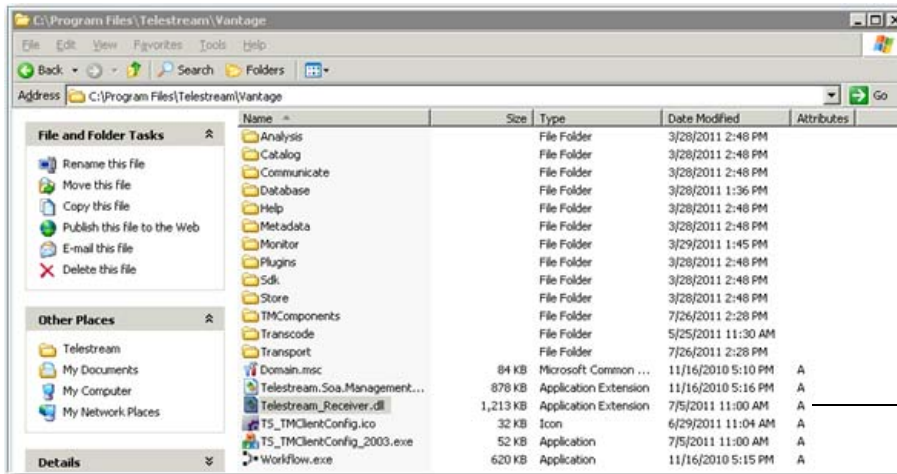 C:\Program Files\Telestream\Vantage
File Edit View Favorites Tools Help
Back Search Folders
Address C:\Program Files\Telestream\Vantage Go
File and Folder Tasks
Rename this file
Move this file
Copy this file
Publish this file to the Web
E-mail this file
Delete this file
Other Places
Telestream
My Documents
My Computer
My Network Places
Details
Name Size Type Date Modified Attributes
Analysis File Folder 3/28/2011 2:48 PM
Catalog File Folder 3/28/2011 2:48 PM
Communicate File Folder 3/28/2011 2:48 PM
Database File Folder 3/28/2011 1:36 PM
Help File Folder 3/28/2011 2:48 PM
Metadata File Folder 3/28/2011 2:48 PM
Monitor File Folder 3/29/2011 1:45 PM
Plugins File Folder 3/28/2011 2:48 PM
Sdk File Folder 3/28/2011 2:48 PM
Store File Folder 3/28/2011 2:48 PM
TMComponents File Folder 7/26/2011 2:28 PM
Transcode File Folder 5/25/2011 11:30 AM
Transport File Folder 7/26/2011 2:28 PM
Domain.msc 84 KB Microsoft Common ... 11/16/2010 5:10 PM A
Telestream.Soa.Management... 878 KB Application Extension 11/16/2010 5:16 PM A
Telestream_Receiver.dll 1,213 KB Application Extension 7/5/2011 11:00 AM A
TS_TMClientConfig.ico 32 KB Icon 6/29/2011 11:04 AM A
TS_TMClientConfig_2003.exe 52 KB Application 7/5/2011 11:00 AM A
Workflow.exe 620 KB Application 11/16/2010 5:15 PM A